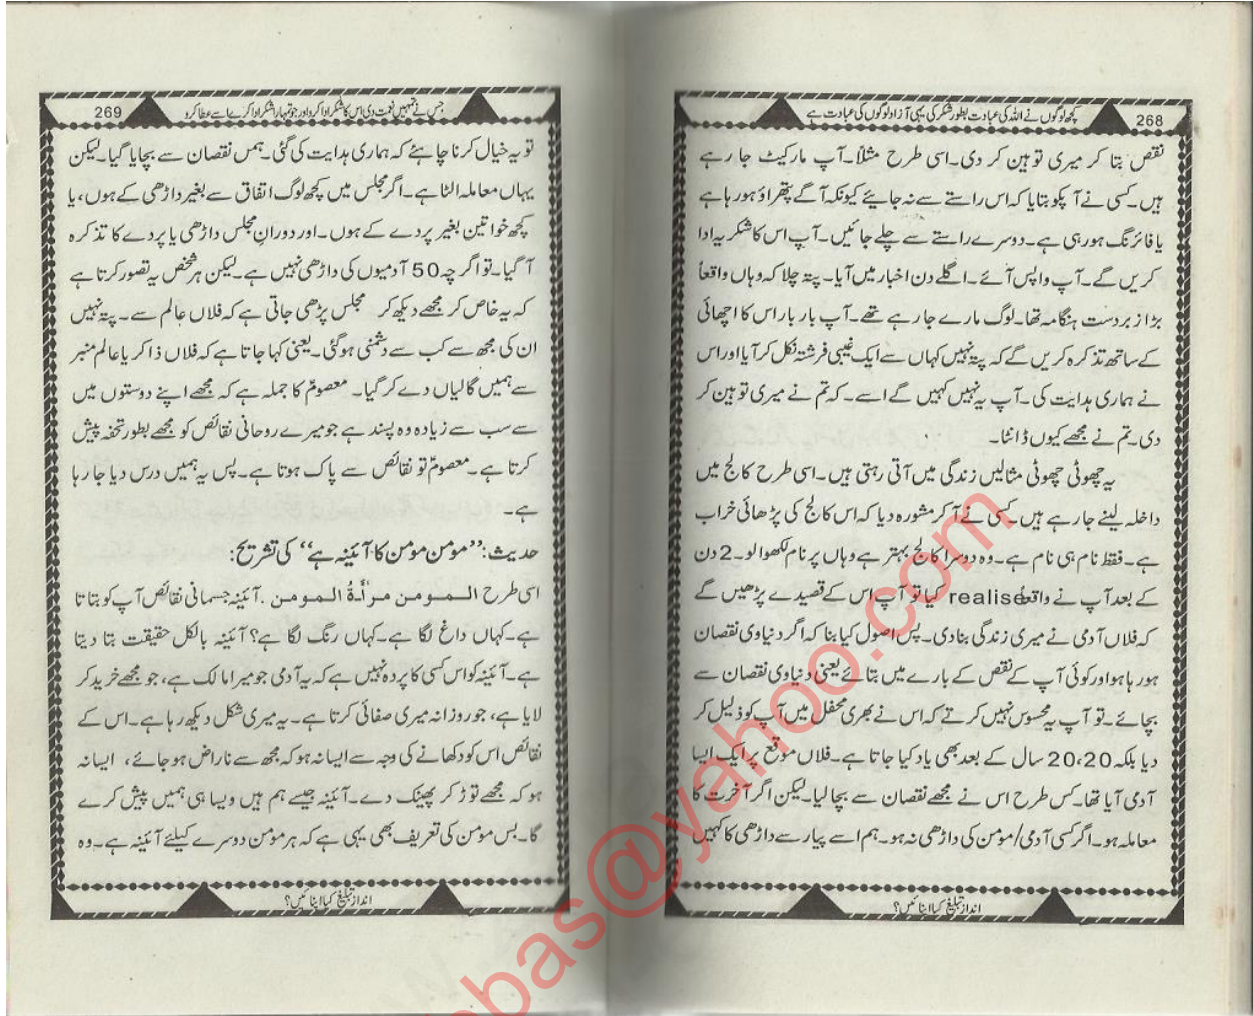 268
کچھ لوگوں نے اللہ کی عبادت بطور شکر کی یہی آزاد لوگوں کی عبادت ہے
نقص بتا کر میری توہین کر دی۔ اسی طرح مثلاً۔ آپ مارکیٹ جا رہے
ہیں۔ کسی نے آپکو بتایا کہ اس راستے سے نہ جایئے کیونکہ آگے پتھراؤ ہو رہا ہے
یا فائرنگ ہو رہی ہے۔ دوسرے راستے سے چلے جائیں۔ آپ اس کا شکریہ ادا
کریں گے۔ آپ واپس آئے۔ اگلے دن اخبار میں آیا۔ پتہ چلا کہ وہاں واقعاً
بڑا زبردست ہنگامہ تھا۔ لوگ مارے جا رہے تھے۔ آپ بار بار اس کا اچھائی
کے ساتھ تذکرہ کریں گے کہ پتہ نہیں کہاں سے ایک غیبی فرشتہ نکل کر آیا اور اس
نے ہماری ہدایت کی۔ آپ یہ نہیں کہیں گے اسے۔ کہ تم نے میری توہین کر
دی۔ تم نے مجھے کیوں ڈانٹا۔
یہ چھوٹی چھوٹی مثالیں زندگی میں آتی رہتی ہیں۔ اسی طرح کالج میں
داخلہ لینے جا رہے ہیں۔ کسی نے آ کر مشورہ دیا کہ اس کالج کی پڑھائی خراب
ہے۔ فقط نام ہی نام ہے۔ وہ دوسرا کالج بہتر ہے وہاں پر نام لکھوا لو۔ 2 دن
کے بعد آپ نے واقعاً realise کیا تو آپ اس کے قصیدے پڑھیں گے
کہ فلاں آدمی نے میری زندگی بنا دی۔ پس اصول کیا بنا کہ اگر دنیاوی نقصان
ہو رہا ہو اور کوئی آپ کے نقص کے بارے میں بتائے یعنی دنیاوی نقصان سے
بچائے۔ تو آپ یہ محسوس نہیں کرتے کہ اس نے بھری محفل میں آپ کو ذلیل کر
دیا بلکہ 20،20 سال کے بعد بھی یاد کیا جاتا ہے۔ فلاں موقع پر ایک ایسا
آدمی آیا تھا۔ کس طرح اس نے مجھے نقصان سے بچا لیا۔ لیکن اگر آخرت کا
معاملہ ہو۔ اگر کسی آدمی/مومن کی داڑھی نہ ہو۔ ہم اسے پیار سے داڑھی کا کہیں
انداز تبلیغ کیا اپنائیں؟
269
جس نے تمہیں نعمت دی اس کا شکر ادا کرو اور جو تمہارا شکر ادا کرے اسے عطا کرو
تو یہ خیال کرنا چاہئے کہ ہماری ہدایت کی گئی۔ ہمیں نقصان سے بچایا گیا۔ لیکن
یہاں معاملہ الٹا ہے۔ اگر مجلس میں کچھ لوگ اتفاق سے بغیر داڑھی کے ہوں، یا
کچھ خواتین بغیر پردے کے ہوں۔ اور دورانِ مجلس داڑھی یا پردے کا تذکرہ
آ گیا۔ تو اگر چہ 50 آدمیوں کی داڑھی نہیں ہے۔ لیکن ہر شخص یہ تصور کرتا ہے
کہ یہ خاص کر مجھے دیکھ کر مجلس پڑھی جاتی ہے کہ فلاں عالم سے۔ پتہ نہیں
ان کی مجھ سے کب سے دشمنی ہو گئی۔ یعنی کہا جاتا ہے کہ فلاں ذاکر یا عالم منبر
سے ہمیں گالیاں دے کر گیا۔ معصومؑ کا جملہ ہے کہ مجھے اپنے دوستوں میں
سے سب سے زیادہ وہ پسند ہے جو میرے روحانی نقائص کو مجھے بطور تحفہ پیش
کرتا ہے۔ معصومؑ تو نقائص سے پاک ہوتا ہے۔ پس یہ ہمیں درس دیا جا رہا
ہے۔
حدیث: ''مومن مومن کا آئینہ ہے'' کی تشریح:
اسی طرح المومن مرأۃُ المومن۔ آئینہ جسمانی نقائص آپ کو بتاتا
ہے۔ کہاں داغ لگا ہے۔ کہاں رنگ لگا ہے؟ آئینہ بالکل حقیقت بتا دیتا
ہے۔ آئینہ کو اس کسی کا پردہ نہیں ہے کہ یہ آدمی جو میرا مالک ہے، جو مجھے خرید کر
لایا ہے، جو روزانہ میری صفائی کرتا ہے۔ یہ میری شکل دیکھ رہا ہے۔ اس کے
نقائص اس کو دکھانے کی وجہ سے ایسا نہ ہو کہ مجھ سے ناراض ہو جائے، ایسا نہ
ہو کہ مجھے توڑ کر پھینک دے۔ آئینہ جیسے ہم ہیں ویسا ہی ہمیں پیش کرے
گا۔ بس مومن کی تعریف بھی یہی ہے کہ ہر مومن دوسرے کیلئے آئینہ ہے۔ وہ
انداز تبلیغ کیا اپنائیں؟
bas@yahoo.com